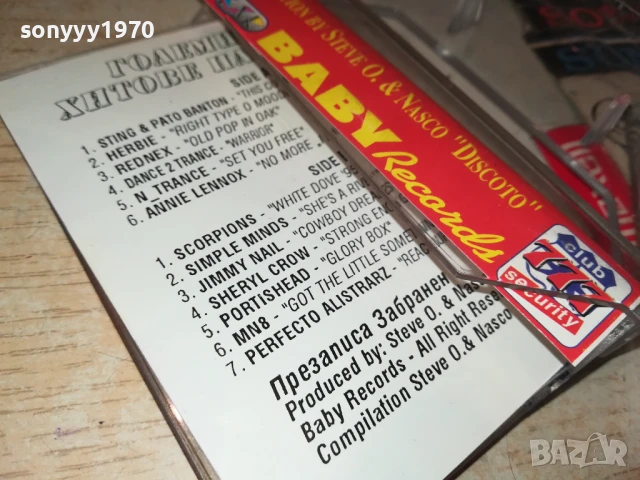 sonyyy1970
ГОЛЕМИ
ХИТОВЕ
SIDE A
1. STING & PATO BANTON - "THIS
2. HERBIE - "RIGHT TYPE O MOO
3. REDNEX - "OLD POP IN OAK"
4. DANCE 2 TRANCE - "WARRIOR"
5. N, TRANCE - "SET YOU FREE"
6. ANNIE LENNOX - "NO MORE
SIDE
1. SCORPIONS - "WHITE DOVE '95
2. SIMPLE MINDS - "SHE'S A RIV
3. JIMMY NAIL - "COWBOY DREA
4. SHERYL CROW - "STRONG EN
5. PORTISHEAD - "GLORY BOX"
6. MN8 - "GOT THE LITTLE SOME
7. PERFECTO ALISTRARZ - "REAC
Презаписа Забранен
Produced by: Steve O. & Nas
Baby Records - All Right Rese
Compilation Steve O.& Nasco
ION BY STEVE O. & NASCO "DISCOTO"
BABY Records
club
777
security
sonyyy1970
BAZAR